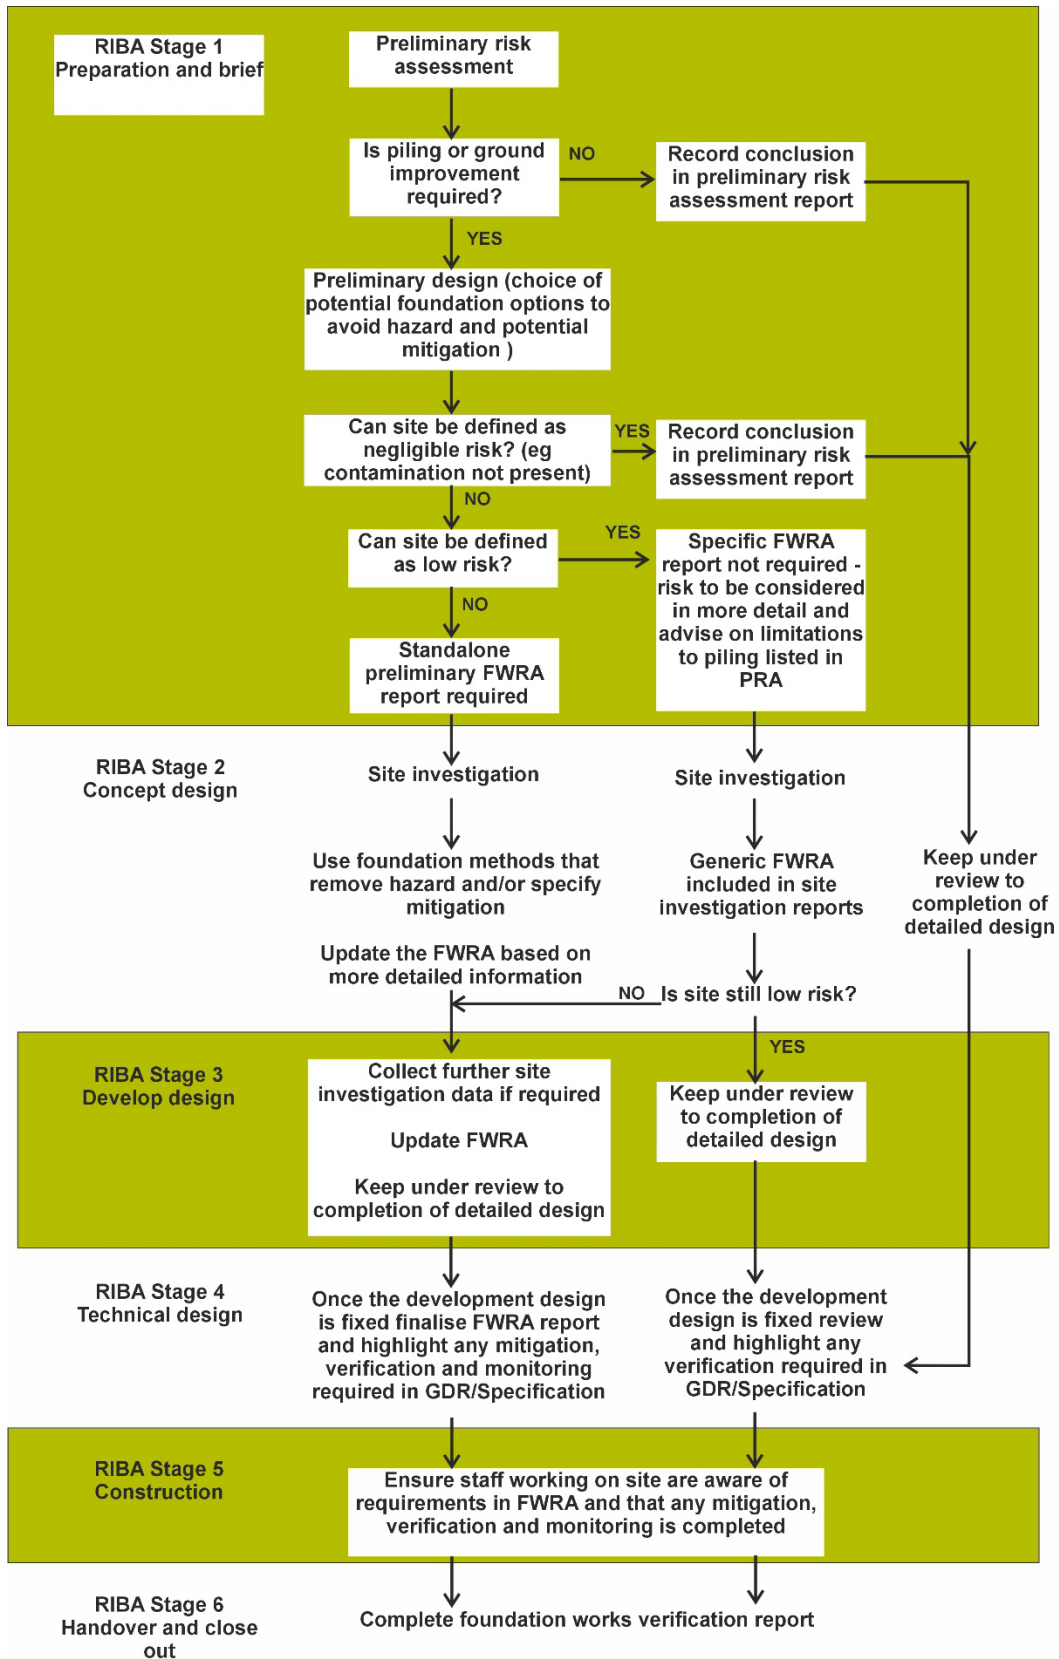 RIBA Stage 1
Preparation and brief
Preliminary risk
assessment
Is piling or ground
improvement
required?
NO
Record conclusion
in preliminary risk
assessment report
YES
Preliminary design (choice of
potential foundation options to
avoid hazard and potential
mitigation )
Can site be defined as
negligible risk? (eg
contamination not present)
YES
Record conclusion
in preliminary risk
assessment report
NO
Can site be defined
as low risk?
YES
Specific FWRA
report not required -
risk to be considered
in more detail and
advise on limitations
to piling listed in
PRA
NO
Standalone
preliminary FWRA
report required
RIBA Stage 2
Concept design
Site investigation
Site investigation
Use foundation methods that
remove hazard and/or specify
mitigation
Update the FWRA based on
more detailed information
Generic FWRA
included in site
investigation reports
Keep under
review to
completion of
detailed design
NO
Is site still low risk?
YES
RIBA Stage 3
Develop design
Collect further site
investigation data if required
Update FWRA
Keep under review to
completion of detailed design
Keep under review
to completion of
detailed design
RIBA Stage 4
Technical design
Once the development design
is fixed finalise FWRA report
and highlight any mitigation,
verification and monitoring
required in GDR/Specification
Once the development
design is fixed review
and highlight any
verification required in
GDR/Specification
RIBA Stage 5
Construction
Ensure staff working on site are aware of
requirements in FWRA and that any mitigation,
verification and monitoring is completed
RIBA Stage 6
Handover and close
out
Complete foundation works verification report